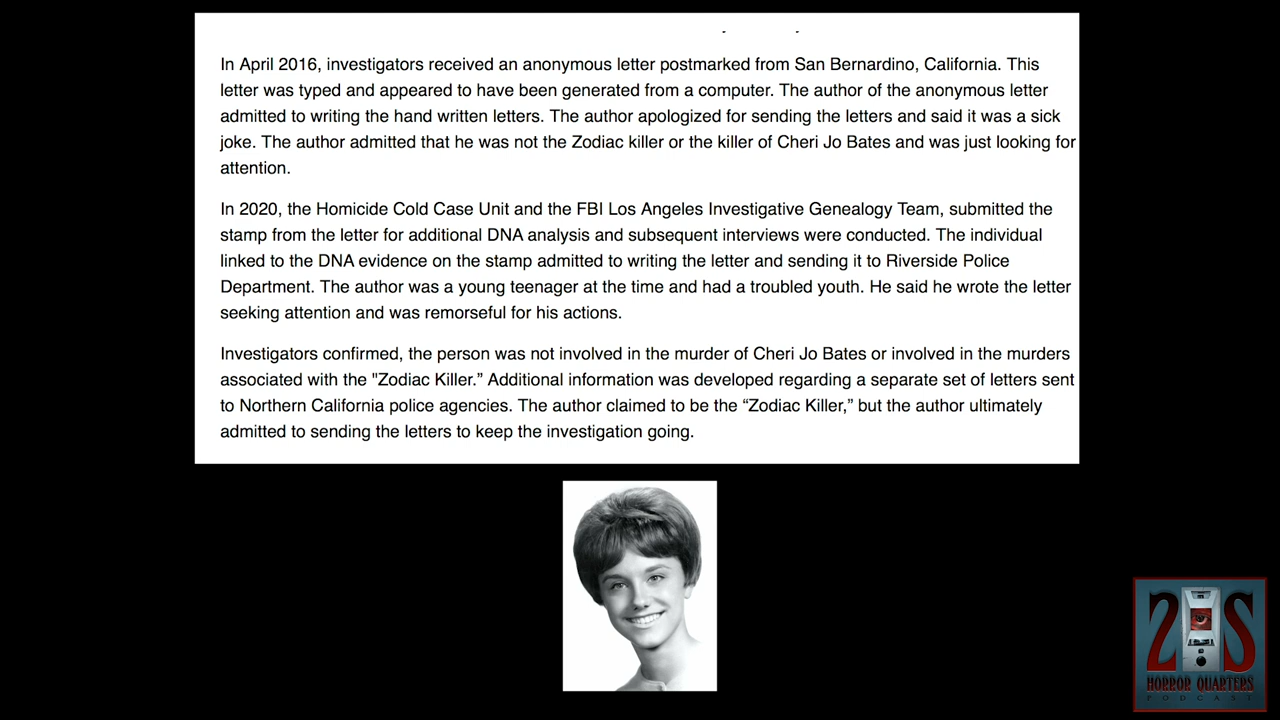 In April 2016, investigators received an anonymous letter postmarked from San Bernardino, California. This
letter was typed and appeared to have been generated from a computer. The author of the anonymous letter
admitted to writing the hand written letters. The author apologized for sending the letters and said it was a sick
joke. The author admitted that he was not the Zodiac killer or the killer of Cheri Jo Bates and was just looking for
attention.
In 2020, the Homicide Cold Case Unit and the FBI Los Angeles Investigative Genealogy Team, submitted the
stamp from the letter for additional DNA analysis and subsequent interviews were conducted. The individual
linked to the DNA evidence on the stamp admitted to writing the letter and sending it to Riverside Police
Department. The author was a young teenager at the time and had a troubled youth. He said he wrote the letter
seeking attention and was remorseful for his actions.
Investigators confirmed, the person was not involved in the murder of Cheri Jo Bates or involved in the murders
associated with the "Zodiac Killer.” Additional information was developed regarding a separate set of letters sent
to Northern California police agencies. The author claimed to be the “Zodiac Killer,” but the author ultimately
admitted to sending the letters to keep the investigation going.
HORROR QUARTERS
PODCAST